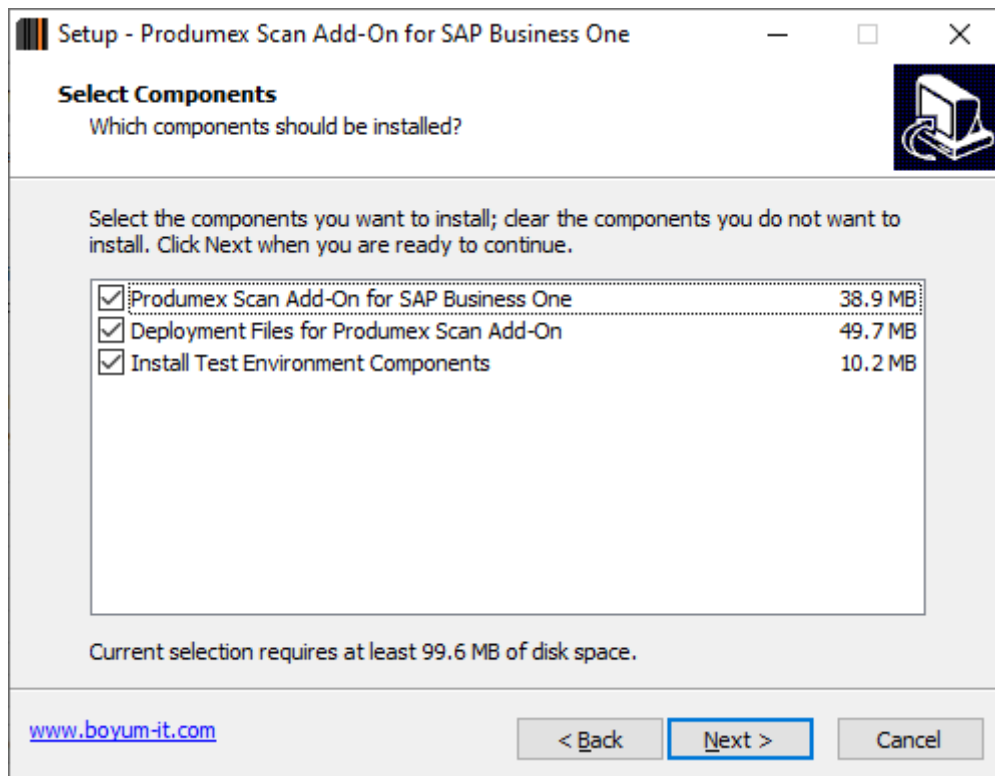 Setup - Produmex Scan Add-On for SAP Business One
Select Components
Which components should be installed?
Select the components you want to install; clear the components you do not want to
install. Click Next when you are ready to continue.
Produmex Scan Add-On for SAP Business One 38.9 MB
Deployment Files for Produmex Scan Add-On 49.7 MB
Install Test Environment Components 10.2 MB
Current selection requires at least 99.6 MB of disk space.
www.boyum-it.com < Back Next > Cancel